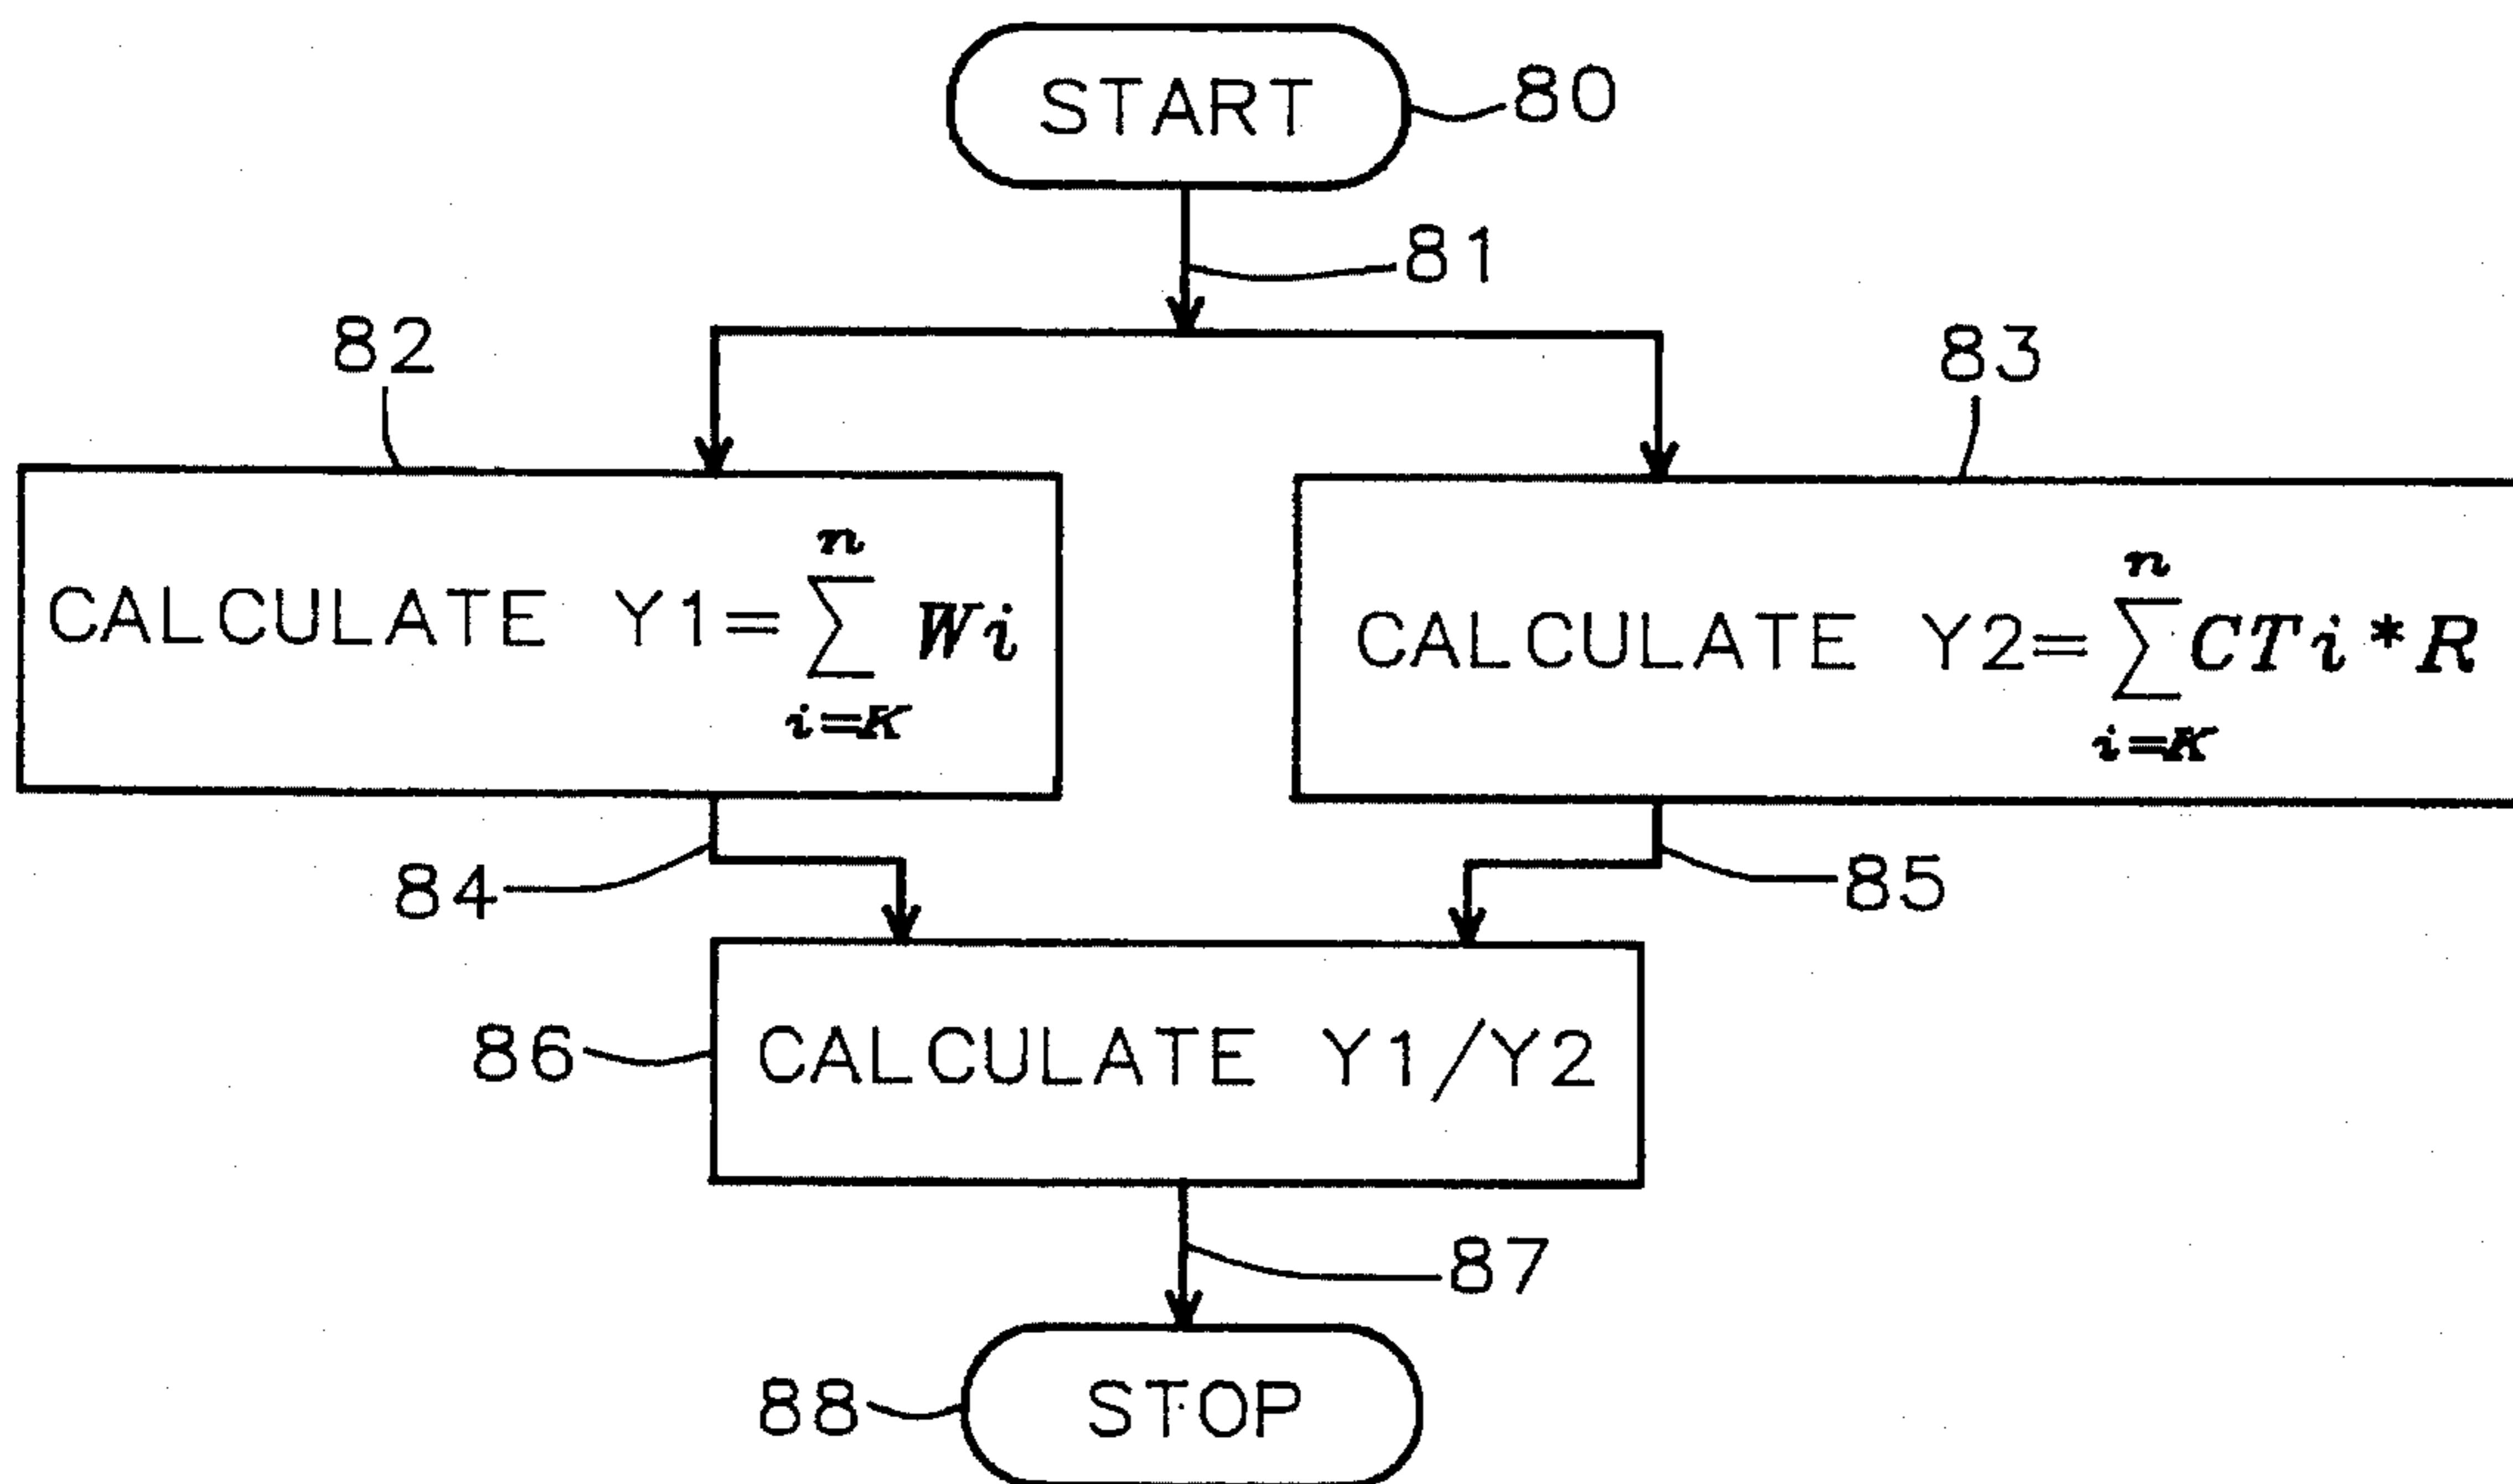 START
80
81
82
83
CALCULATE Y1=∑ Wi
n
i=K
CALCULATE Y2=∑CTi*R
n
i=K
84
85
86
CALCULATE Y1/Y2
87
88
STOP